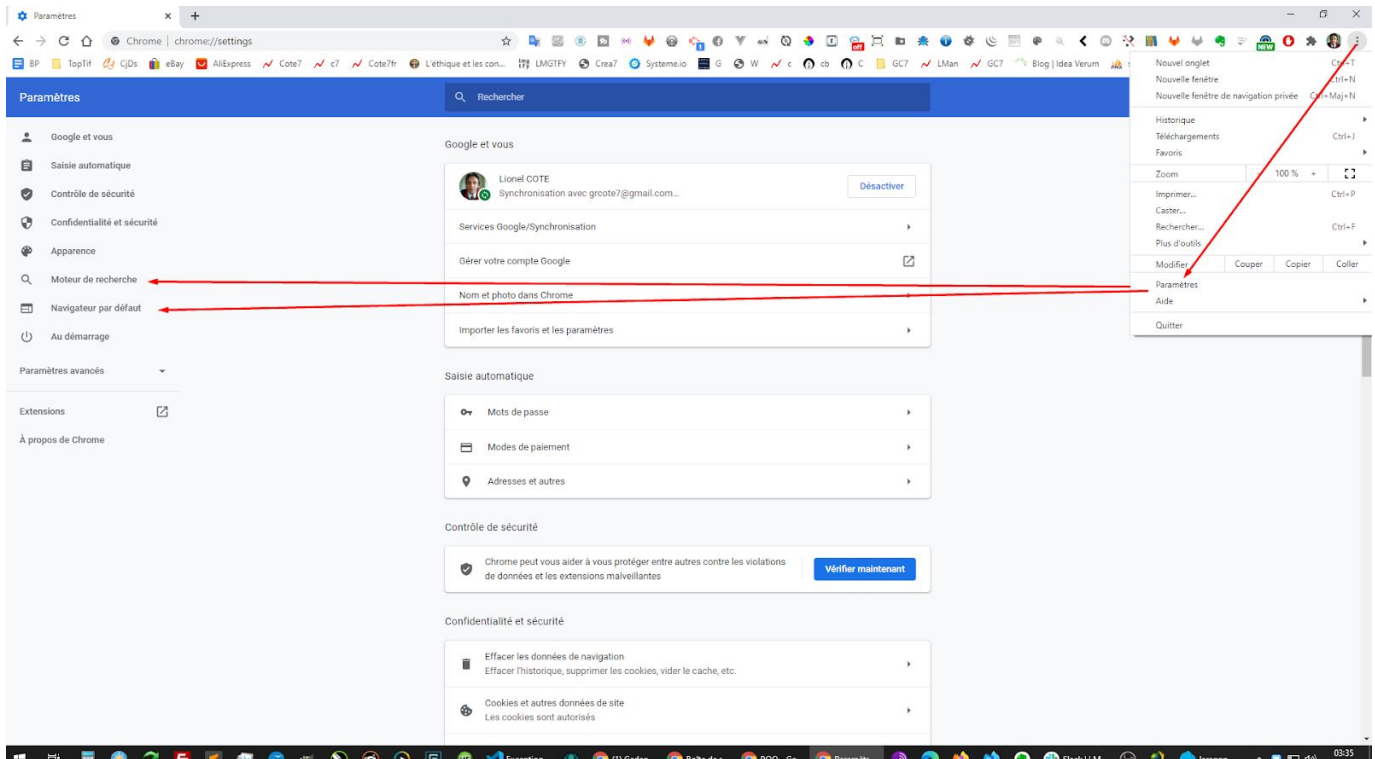 Paramètres
Chrome | chrome://settings
BP TopTif CjDs eBay AliExpress Cote7 c7 Cote7fr L'éthique et les con... LMGTFY Crea7 Systeme.io G W c cb C GC7 LMan GC7 Blog | Idea Verum
off
NEW
Paramètres
Rechercher
Google et vous
Saisie automatique
Contrôle de sécurité
Confidentialité et sécurité
Apparence
Moteur de recherche
Navigateur par défaut
Au démarrage
Paramètres avancés
Extensions
À propos de Chrome
Google et vous
Lionel COTE
Synchronisation avec grcote7@gmail.com...
Désactiver
Services Google/Synchronisation
Gérer votre compte Google
Nom et photo dans Chrome
Importer les favoris et les paramètres
Saisie automatique
Mots de passe
Modes de paiement
Adresses et autres
Contrôle de sécurité
Chrome peut vous aider à vous protéger entre autres contre les violations
de données et les extensions malveillantes
Vérifier maintenant
Confidentialité et sécurité
Effacer les données de navigation
Effacer l'historique, supprimer les cookies, vider le cache, etc.
Cookies et autres données de site
Les cookies sont autorisés
Nouvel onglet Ctrl+T
Nouvelle fenêtre Ctrl+N
Nouvelle fenêtre de navigation privée Ctrl+Maj+N
Historique
Téléchargements Ctrl+J
Favoris
Zoom - 100 % +
Imprimer... Ctrl+P
Caster...
Rechercher... Ctrl+F
Plus d'outils
Modifier Couper Copier Coller
Paramètres
Aide
Quitter
03:35